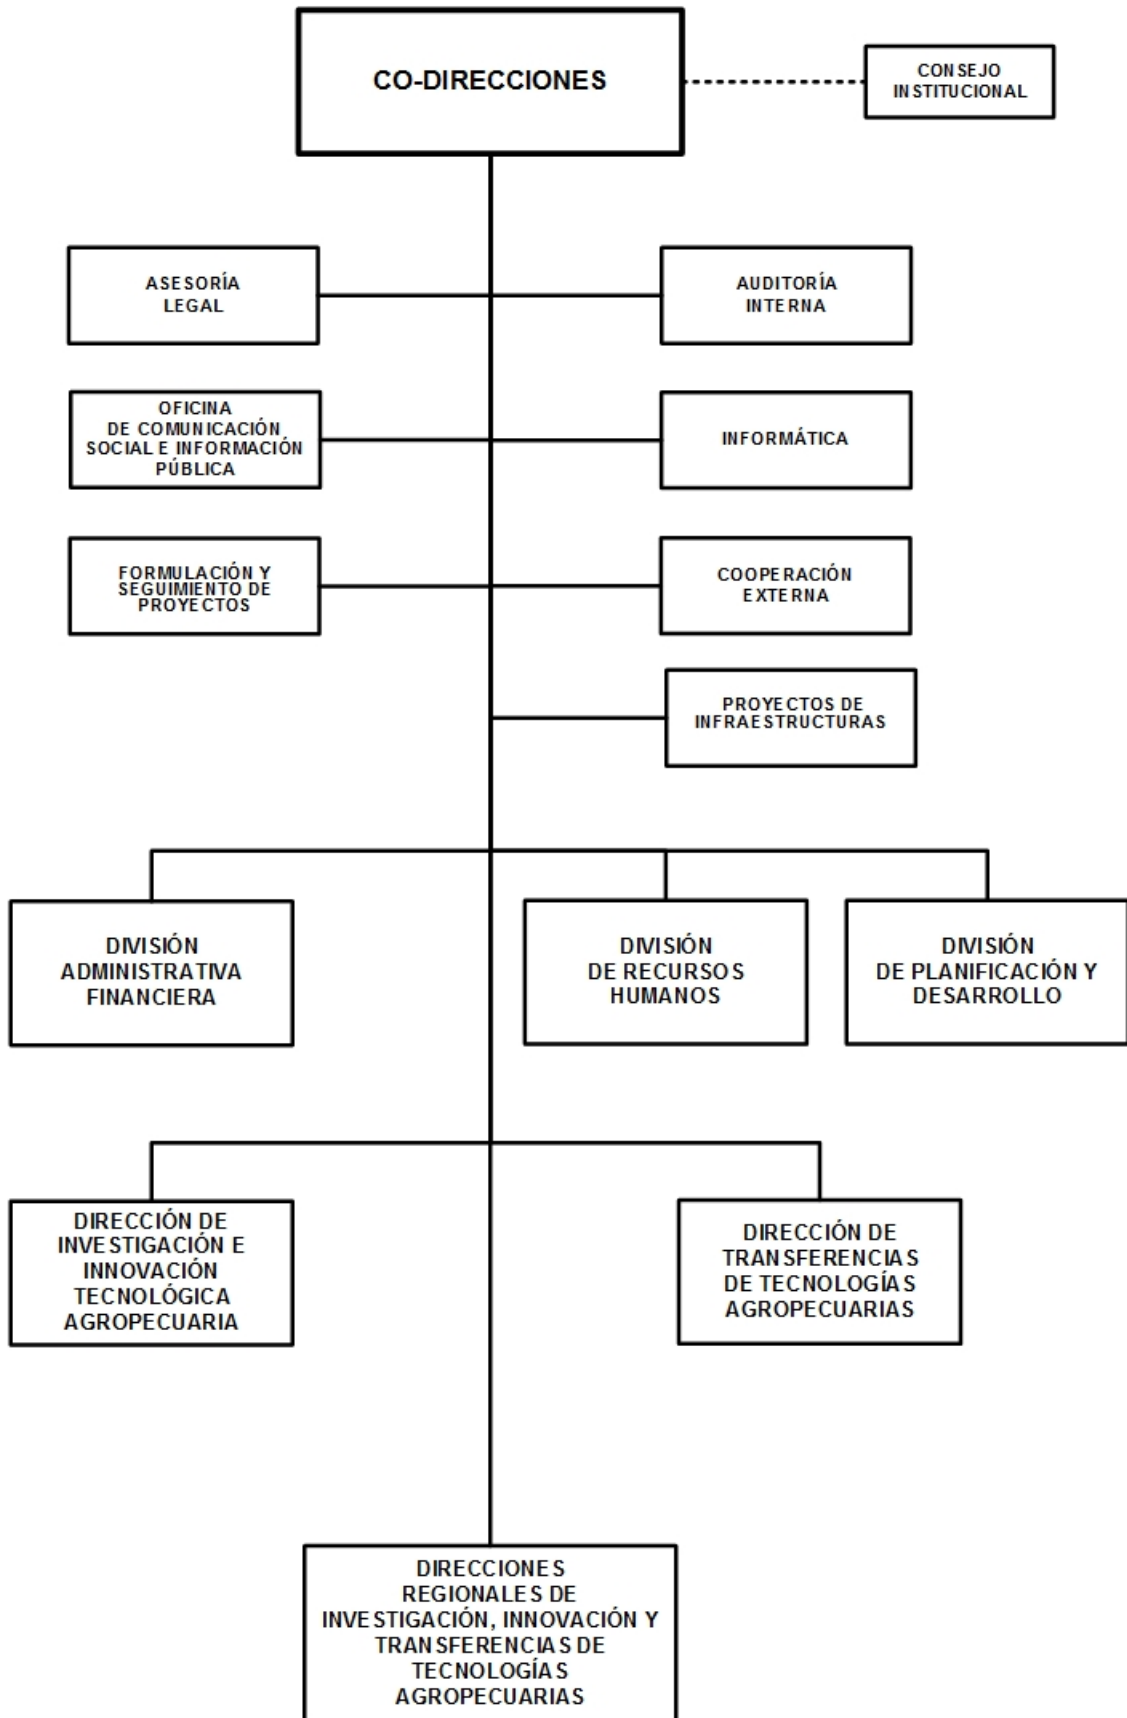 CO-DIRECCIONES
CONSEJO
INSTITUCIONAL
ASESORÍA
LEGAL
AUDITORÍA
INTERNA
OFICINA
DE COMUNICACIÓN
SOCIAL E INFORMACIÓN
PÚBLICA
INFORMÁTICA
FORMULACIÓN Y
SEGUIMIENTO DE
PROYECTOS
COOPERACIÓN
EXTERNA
PROYECTOS DE
INFRAESTRUCTURAS
DIVISIÓN
ADMINISTRATIVA
FINANCIERA
DIVISIÓN
DE RECURSOS
HUMANOS
DIVISIÓN
DE PLANIFICACIÓN Y
DESARROLLO
DIRECCIÓN DE
INVESTIGACIÓN E
INNOVACIÓN
TECNOLÓGICA
AGROPECUARIA
DIRECCIÓN DE
TRANSFERENCIAS
DE TECNOLOGÍAS
AGROPECUARIAS
DIRECCIONES
REGIONALES DE
INVESTIGACIÓN, INNOVACIÓN Y
TRANSFERENCIAS DE
TECNOLOGÍAS
AGROPECUARIAS